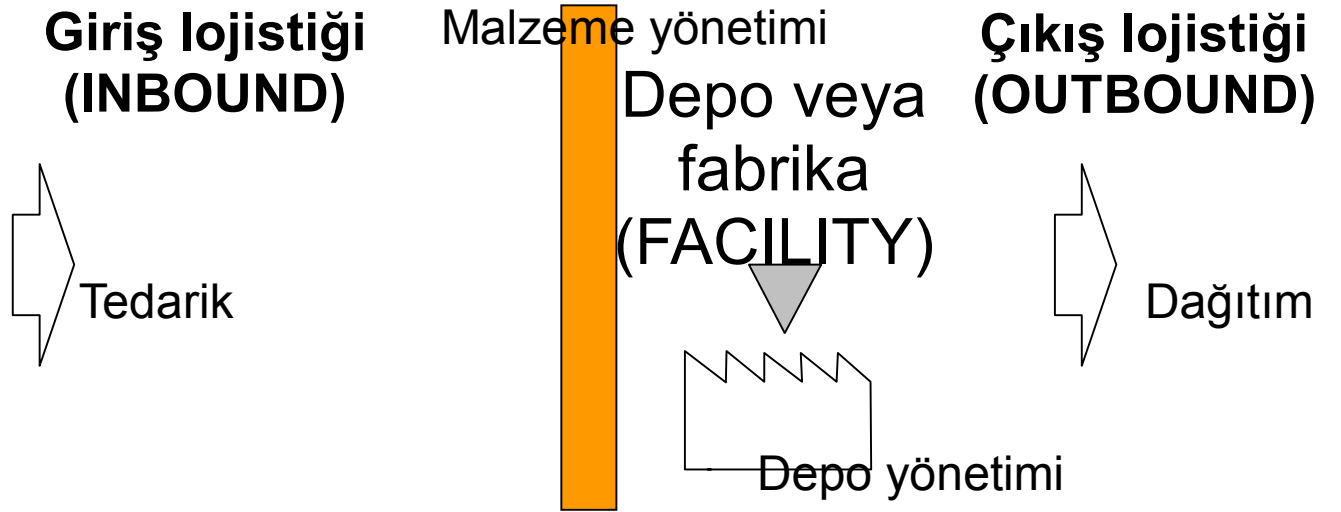 Giriş lojistiği
(INBOUND)
Malzeme yönetimi
Depo veya
fabrika
(FACILITY)
Çıkış lojistiği
(OUTBOUND)
Tedarik
Dağıtım
Depo yönetimi